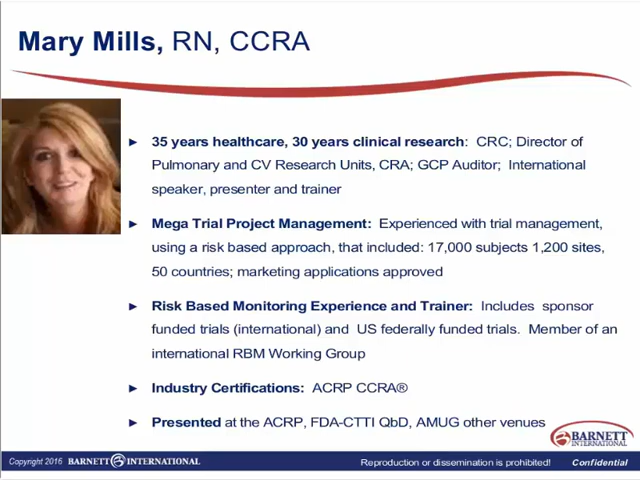 Mary Mills, RN, CCRA
► 35 years healthcare, 30 years clinical research: CRC; Director of
Pulmonary and CV Research Units, CRA; GCP Auditor; International
speaker, presenter and trainer
► Mega Trial Project Management: Experienced with trial management,
using a risk based approach, that included: 17,000 subjects 1,200 sites,
50 countries; marketing applications approved
► Risk Based Monitoring Experience and Trainer: Includes sponsor
funded trials (international) and US federally funded trials. Member of an
international RBM Working Group
► Industry Certifications: ACRP CCRA®
► Presented at the ACRP, FDA-CTTI QbD, AMUG other venues
BARNETT
INTERNATIONAL
Copyright 2016 BARNETT INTERNATIONAL Reproduction or dissemination is prohibited! Confidential